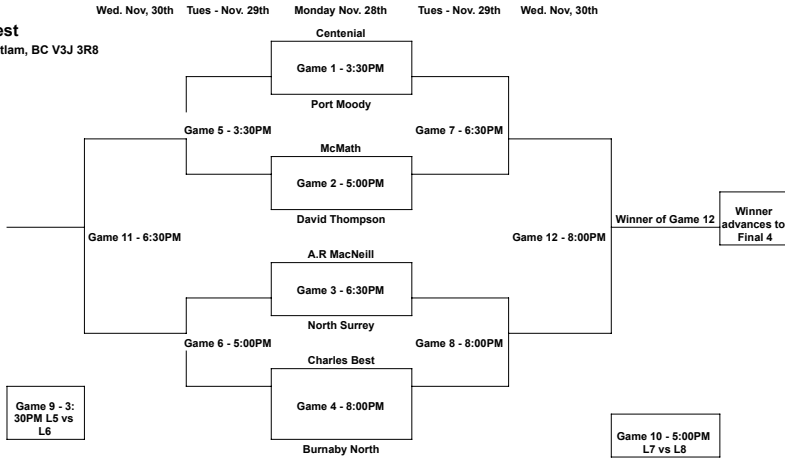 Wed. Nov, 30th Tues - Nov. 29th Monday Nov. 28th Tues - Nov. 29th Wed. Nov, 30th
est
tlam, BC V3J 3R8
Centenial
Game 1 - 3:30PM
Port Moody
Game 5 - 3:30PM
Game 7 - 6:30PM
McMath
Game 2 - 5:00PM
David Thompson
Game 11 - 6:30PM
Game 12 - 8:00PM
Winner of Game 12
Winner
advances to
Final 4
A.R MacNeill
Game 3 - 6:30PM
North Surrey
Game 6 - 5:00PM
Game 8 - 8:00PM
Charles Best
Game 4 - 8:00PM
Burnaby North
Game 9 - 3:
30PM L5 vs
L6
Game 10 - 5:00PM
L7 vs L8